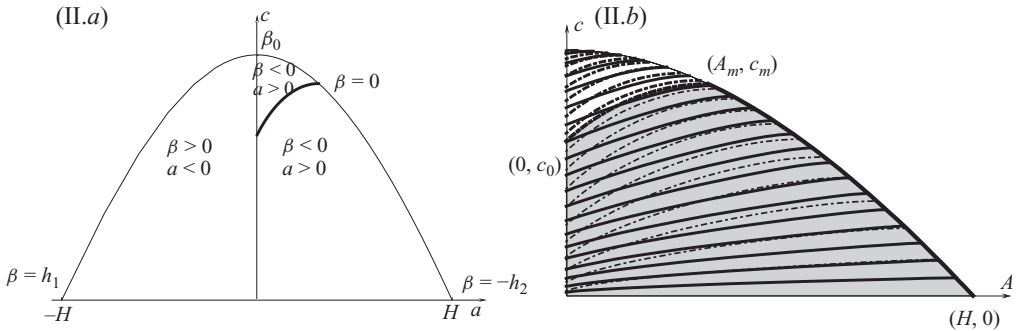 (II.a)
c
β₀
β < 0
a > 0
β = 0
β > 0
a < 0
β < 0
a > 0
β = h₁
β = −h₂
−H
H
a
(II.b)
c
(Aₘ, cₘ)
(0, c₀)
A
(H, 0)